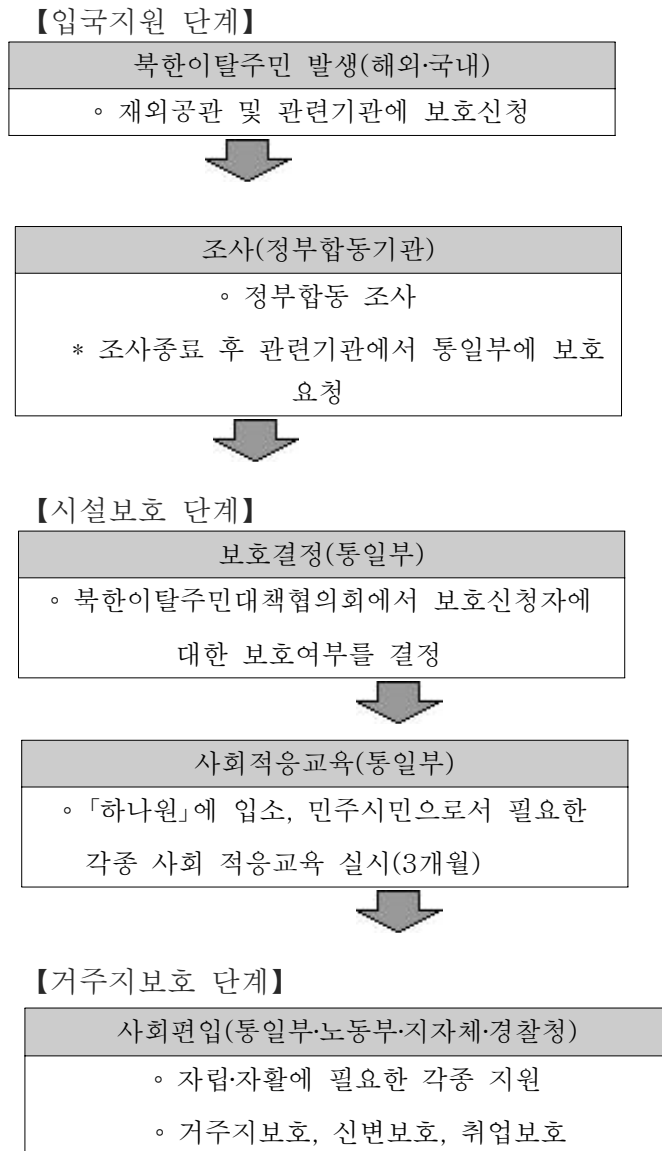 【입국지원 단계】
북한이탈주민 발생(해외·국내)
◦ 재외공관 및 관련기관에 보호신청
조사(정부합동기관)
◦ 정부합동 조사
* 조사종료 후 관련기관에서 통일부에 보호
요청
【시설보호 단계】
보호결정(통일부)
◦ 북한이탈주민대책협의회에서 보호신청자에
대한 보호여부를 결정
사회적응교육(통일부)
◦ 「하나원」에 입소, 민주시민으로서 필요한
각종 사회 적응교육 실시(3개월)
【거주지보호 단계】
사회편입(통일부·노동부·지자체·경찰청)
◦ 자립·자활에 필요한 각종 지원
◦ 거주지보호, 신변보호, 취업보호